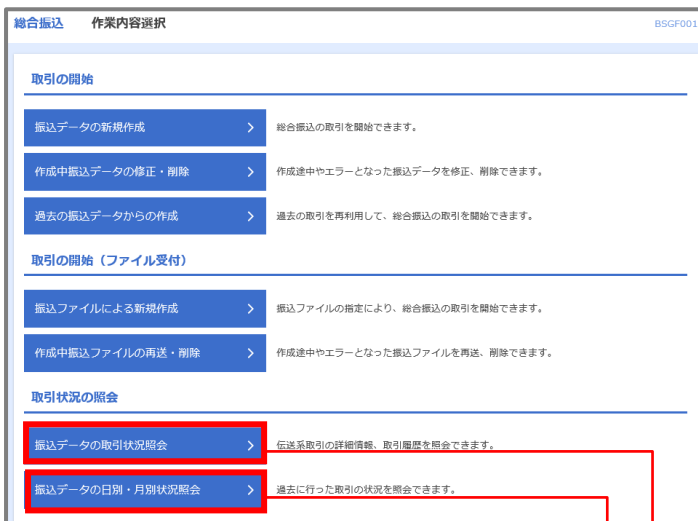 総合振込 作業内容選択 BSGF001
取引の開始
振込データの新規作成 総合振込の取引を開始できます。
作成中振込データの修正・削除 作成途中やエラーとなった振込データを修正、削除できます。
過去の振込データからの作成 過去の取引を再利用して、総合振込の取引を開始できます。
取引の開始（ファイル受付）
振込ファイルによる新規作成 振込ファイルの指定により、総合振込の取引を開始できます。
作成中振込ファイルの再送・削除 作成途中やエラーとなった振込ファイルを再送、削除できます。
取引状況の照会
振込データの取引状況照会 伝送系取引の詳細情報、取引履歴を照会できます。
振込データの日別・月別状況照会 過去に行った取引の状況を照会できます。